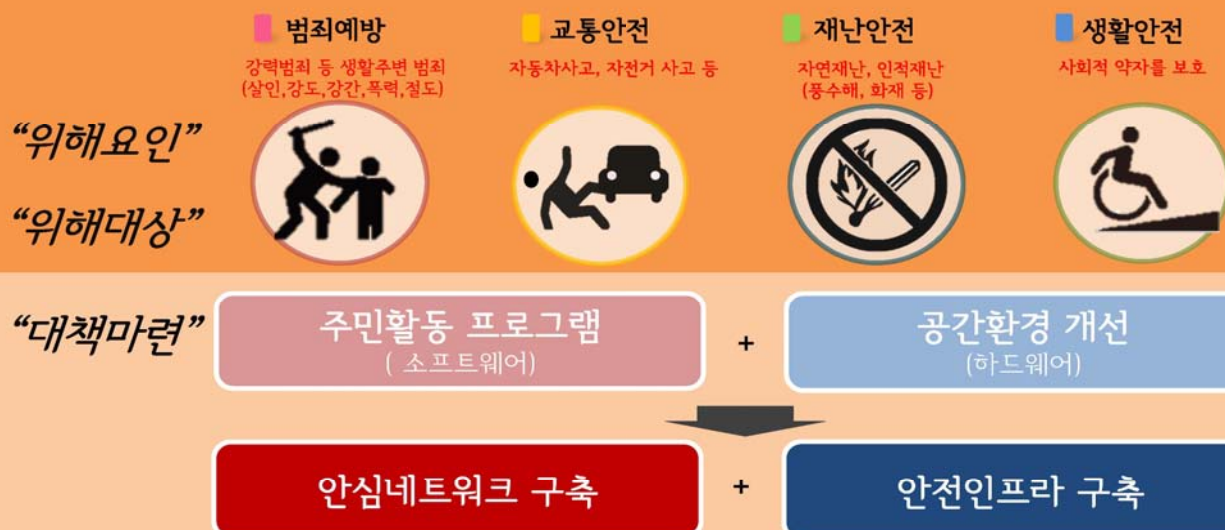 범죄예방
강력범죄 등 생활주변 범죄
(살인,강도,강간,폭력,절도)
교통안전
자동차사고, 자전거 사고 등
재난안전
자연재난, 인적재난
(풍수해, 화재 등)
생활안전
사회적 약자를 보호
“위해요인”
“위해대상”
“대책마련”
주민활동 프로그램
( 소프트웨어)
+
공간환경 개선
(하드웨어)
안심네트워크 구축
+
안전인프라 구축